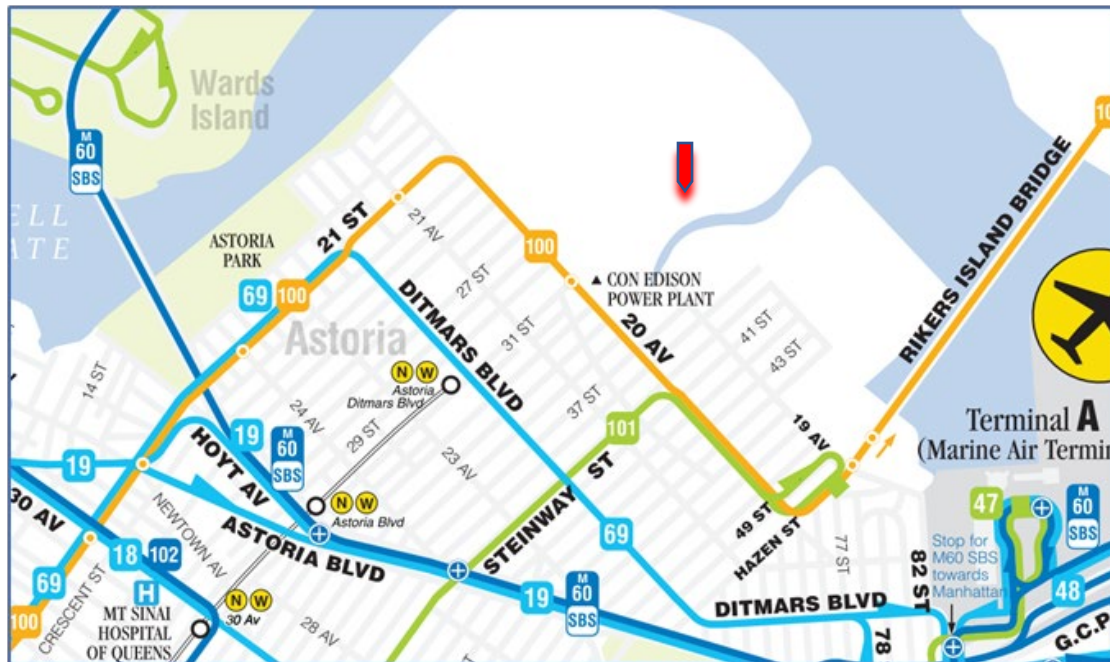 Wards
Island
M
60
SBS
ELL
ATE
ASTORIA
PARK
21 ST
21 AV
69
100
100
27 ST
DITMARS BLVD
▲ CON EDISON
POWER PLANT
20 AV
RIKERS ISLAND BRIDGE
Astoria
31 ST
41 ST
43 ST
14 ST
N W
Astoria
Ditmars Blvd
24 AV
29 ST
37 ST
101
23 AV
19 AV
Terminal A
(Marine Air Termin
19
HOYT AV
19
M
60
SBS
N W
Astoria Blvd
STEINWAY ST
49 ST
HAZEN ST
77 ST
47
M
60
SBS
30 AV
NEWTOWN AV
ASTORIA BLVD
69
82 ST
Stop for
M60 SBS
towards
Manhattan
18
102
69
CRESCENT ST
H
MT SINAI
HOSPITAL
OF QUEENS
N W
30 Av
28 AV
19
M
60
SBS
DITMARS BLVD
48
100
78
G.C.P